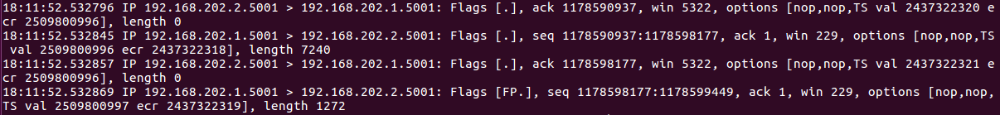 18:11:52.532796 IP 192.168.202.2.5001 > 192.168.202.1.5001: Flags [.], ack 1178590937, win 5322, options [nop,nop,TS val 2437322320 e
cr 2509800996], length 0
18:11:52.532845 IP 192.168.202.1.5001 > 192.168.202.2.5001: Flags [.], seq 1178590937:1178598177, ack 1, win 229, options [nop,nop,TS
 val 2509800996 ecr 2437322318], length 7240
18:11:52.532857 IP 192.168.202.2.5001 > 192.168.202.1.5001: Flags [.], ack 1178598177, win 5322, options [nop,nop,TS val 2437322321 e
cr 2509800996], length 0
18:11:52.532869 IP 192.168.202.1.5001 > 192.168.202.2.5001: Flags [FP.], seq 1178598177:1178599449, ack 1, win 229, options [nop,nop,
TS val 2509800997 ecr 2437322319], length 1272